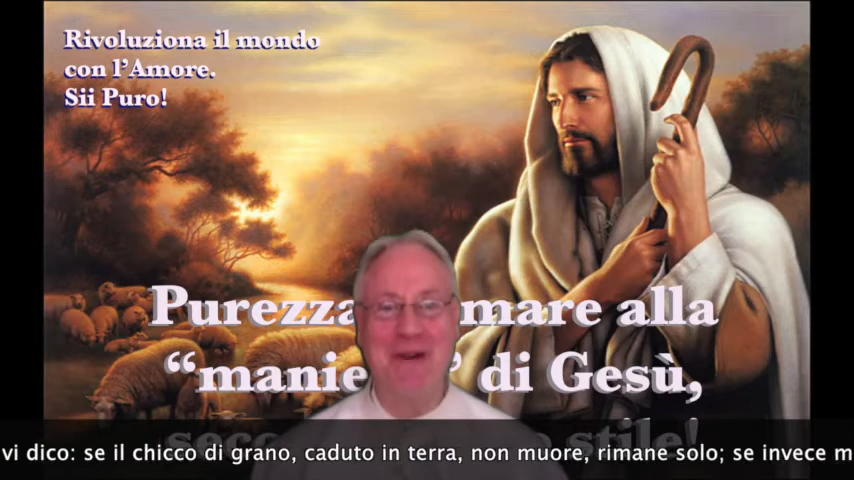 Rivoluziona il mondo
con l'Amore.
Sii Puro!
Purezza mare alla
“manie ” di Gesù,
stile!
vi dico: se il chicco di grano, caduto in terra, non muore, rimane solo; se invece m